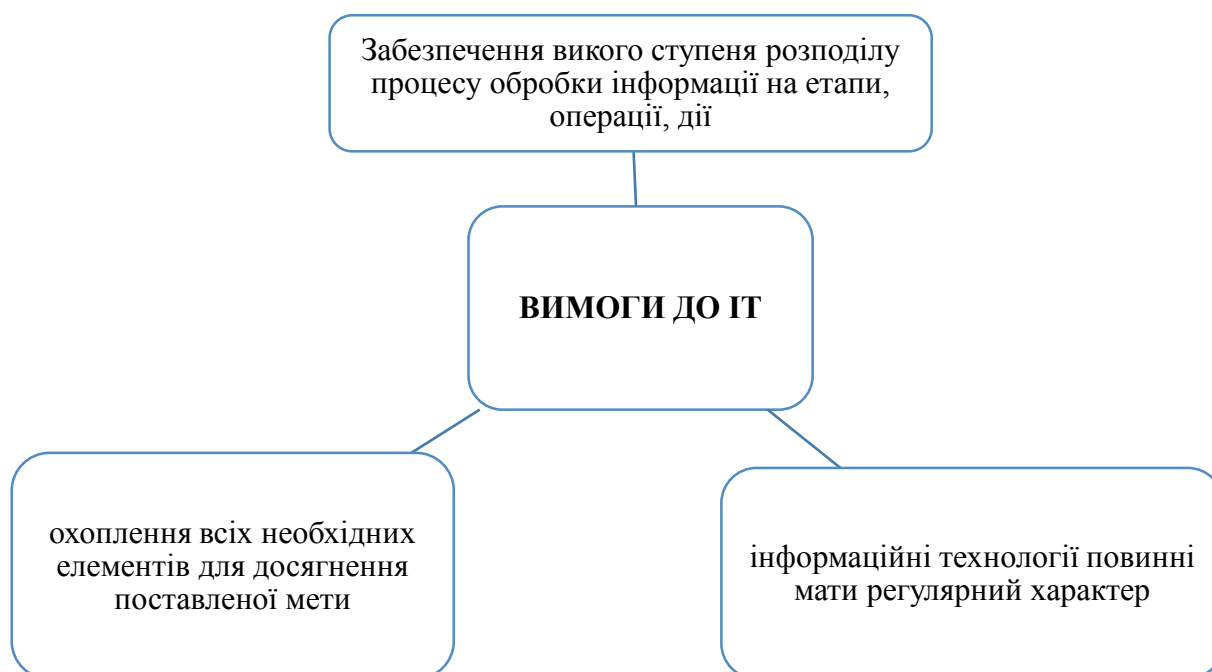 Забезпечення викого ступеня розподілу
процесу обробки інформації на етапи,
операції, дії
ВИМОГИ ДО ІТ
охоплення всіх необхідних
елементів для досягнення
поставленої мети
інформаційні технології повинні
мати регулярний характер